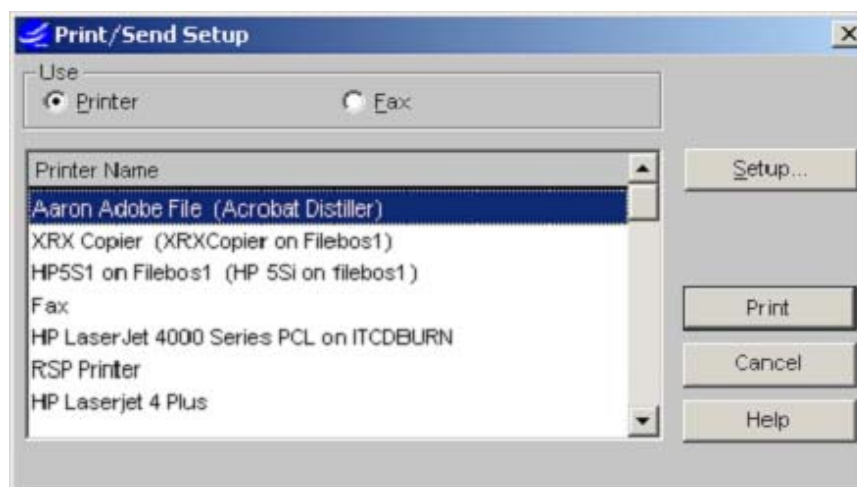 Print/Send Setup
Use
Printer
Fax
Printer Name
Setup...
Aaron Adobe File (Acrobat Distiller)
XRX Copier (XRXCopier on Filebos1)
HP5S1 on Filebos1 (HP 5Si on filebos1)
Fax
Print
HP LaserJet 4000 Series PCL on ITCDBURN
RSP Printer
Cancel
HP Laserjet 4 Plus
Help